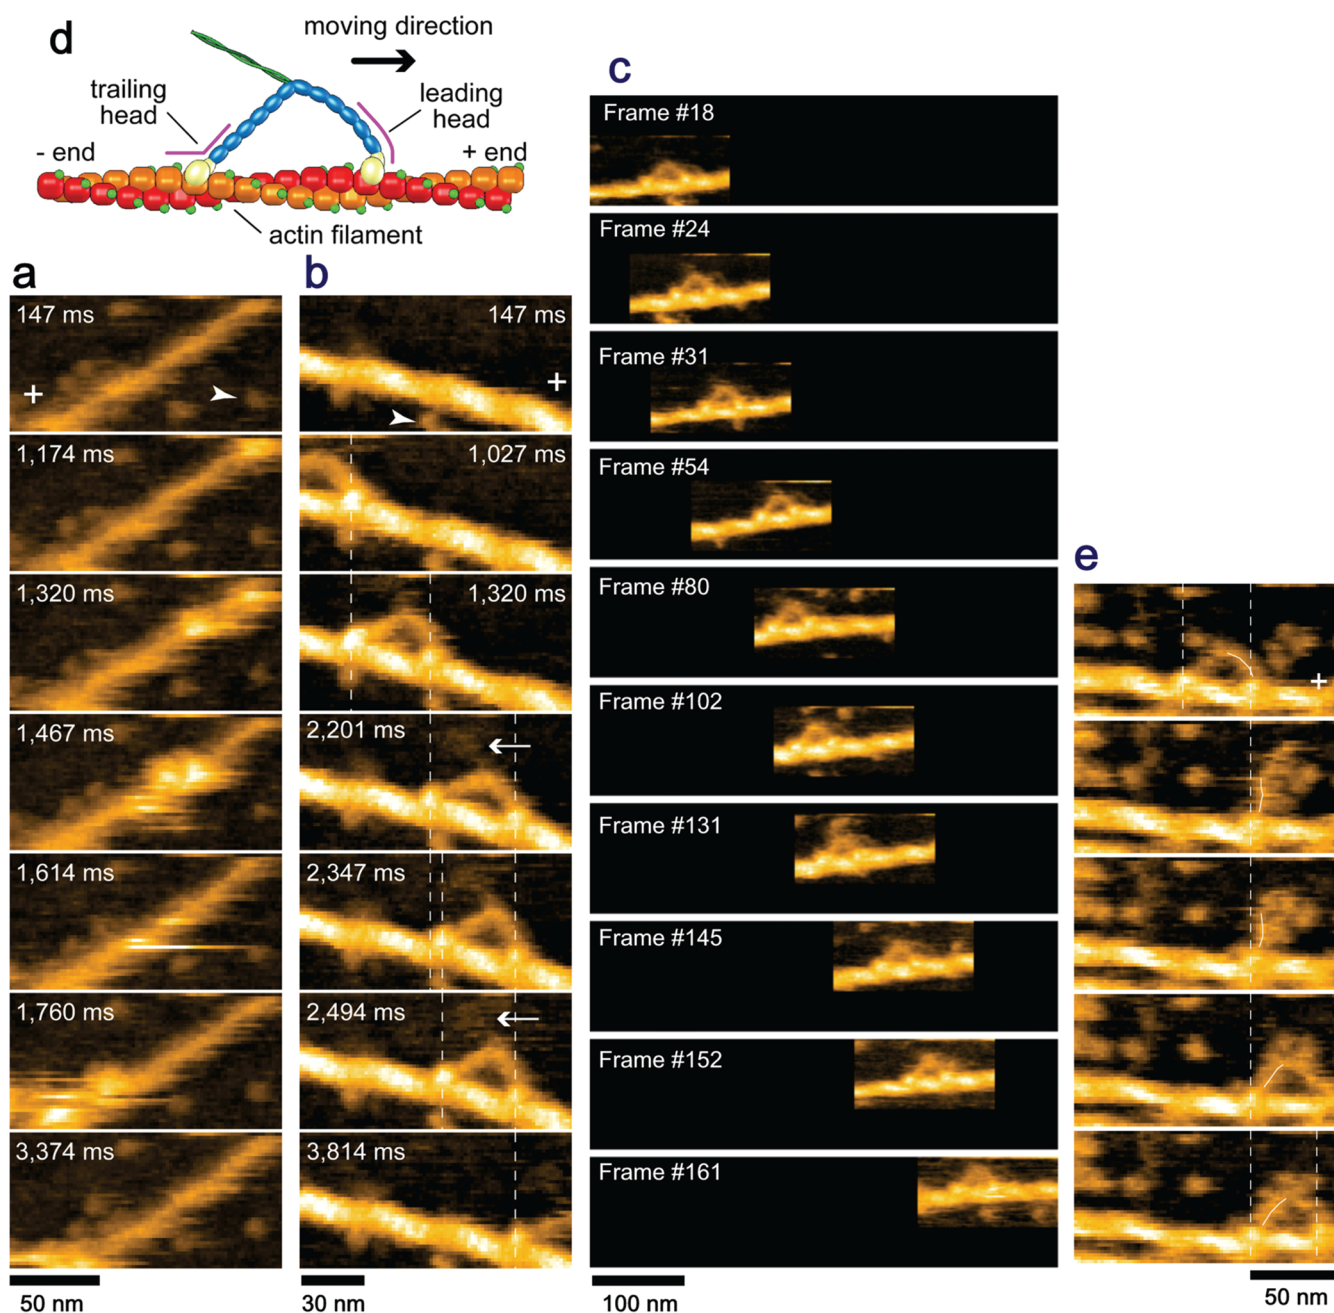 d
moving direction
trailing
head
leading
head
- end
+ end
actin filament
a
147 ms
+
1,174 ms
1,320 ms
1,467 ms
1,614 ms
1,760 ms
3,374 ms
50 nm
b
147 ms
+
1,027 ms
1,320 ms
2,201 ms
2,347 ms
2,494 ms
3,814 ms
30 nm
c
Frame #18
Frame #24
Frame #31
Frame #54
Frame #80
Frame #102
Frame #131
Frame #145
Frame #152
Frame #161
100 nm
e
+
50 nm